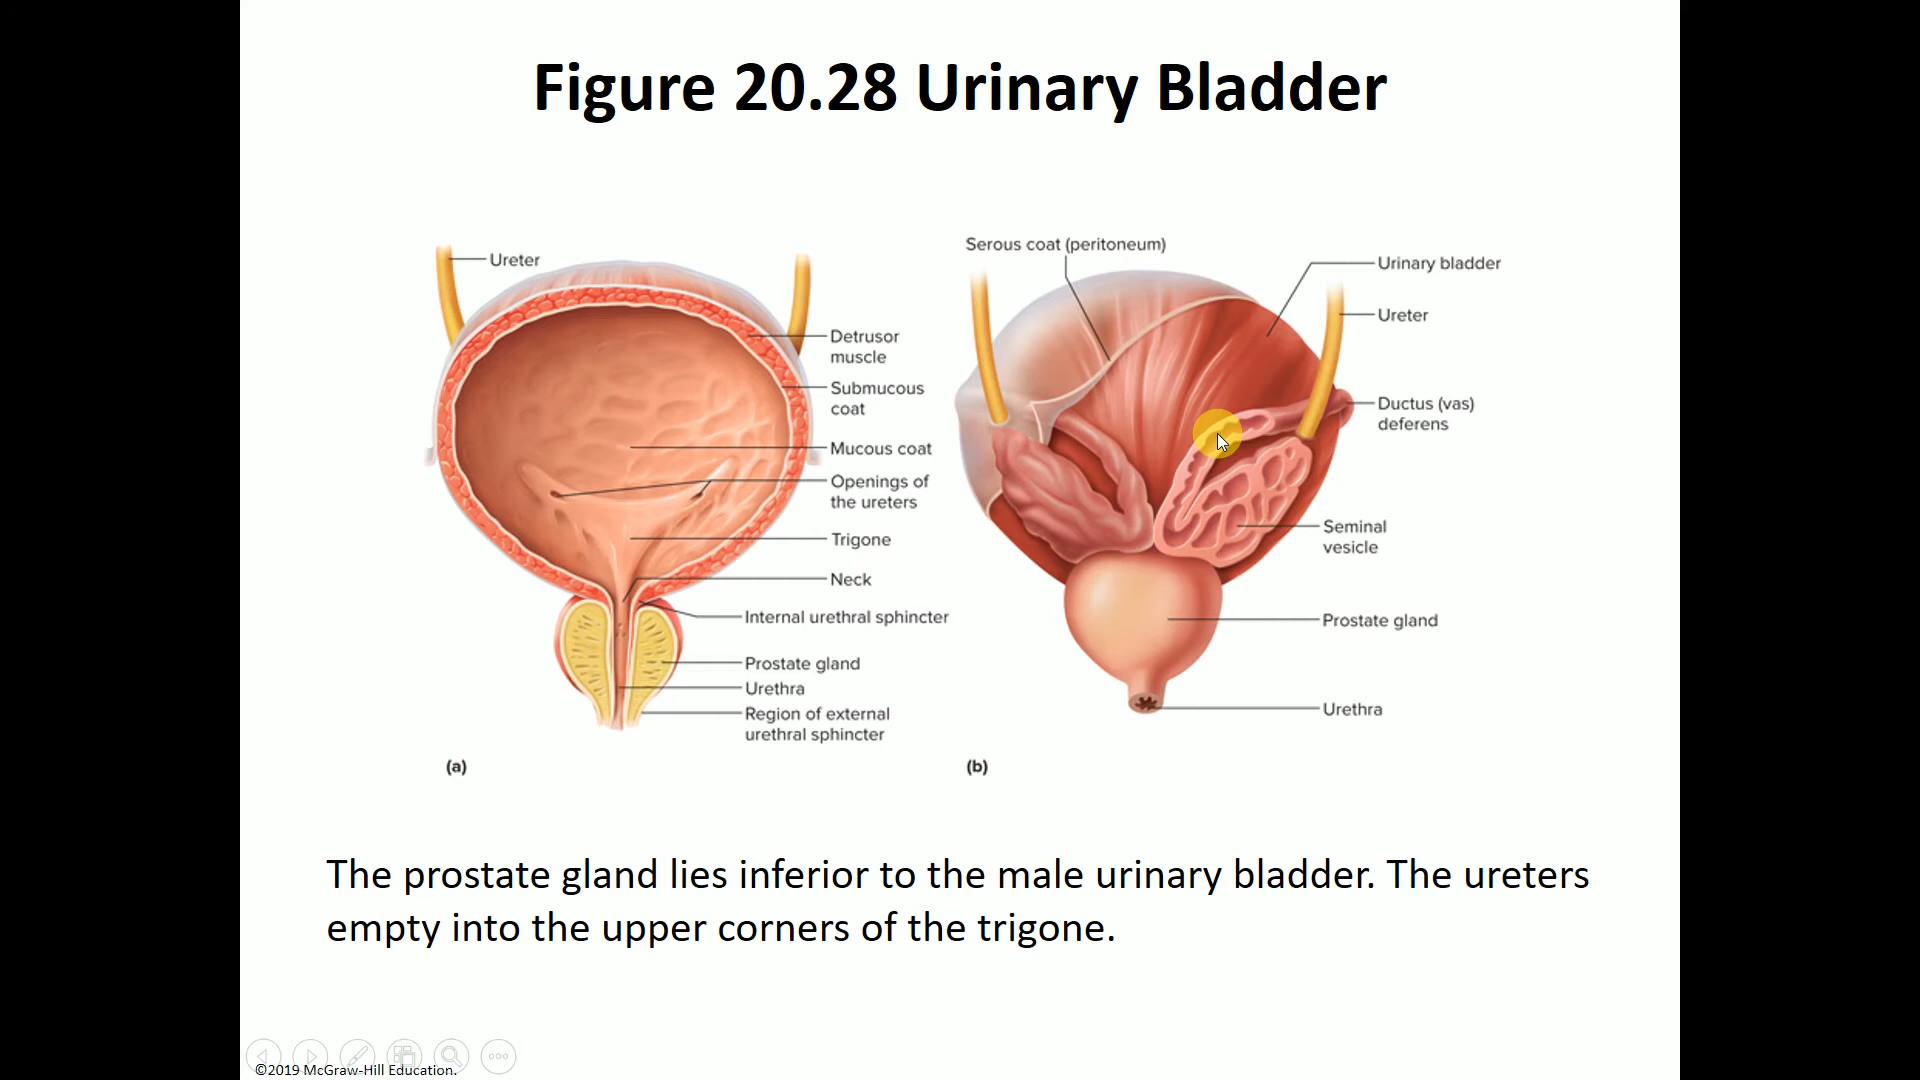 Figure 20.28 Urinary Bladder
Ureter
Detrusor
muscle
Submucous
coat
Mucous coat
Openings of
the ureters
Trigone
Neck
Internal urethral sphincter
Prostate gland
Urethra
Region of external
urethral sphincter
(a)
Serous coat (peritoneum)
Urinary bladder
Ureter
Ductus (vas)
deferens
Seminal
vesicle
Prostate gland
Urethra
(b)
The prostate gland lies inferior to the male urinary bladder. The ureters
empty into the upper corners of the trigone.
©2019 McGraw-Hill Education.